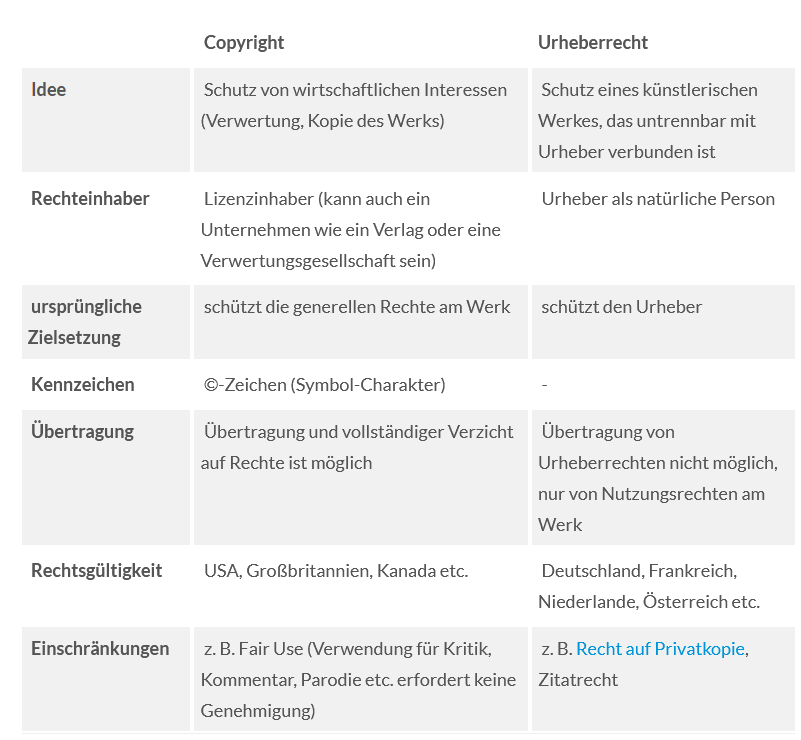 Copyright Urheberrecht
Idee Schutz von wirtschaftlichen Interessen Schutz eines künstlerischen
(Verwertung, Kopie des Werks) Werkes, das untrennbar mit
Urheber verbunden ist
Rechteinhaber Lizenzinhaber (kann auch ein Urheber als natürliche Person
Unternehmen wie ein Verlag oder eine
Verwertungsgesellschaft sein)
ursprüngliche schützt die generellen Rechte am Werk schützt den Urheber
Zielsetzung
Kennzeichen ©-Zeichen (Symbol-Charakter) -
Übertragung Übertragung und vollständiger Verzicht Übertragung von
auf Rechte ist möglich Urheberrechten nicht möglich,
nur von Nutzungsrechten am
Werk
Rechtsgültigkeit USA, Großbritannien, Kanada etc. Deutschland, Frankreich,
Niederlande, Österreich etc.
Einschränkungen z. B. Fair Use (Verwendung für Kritik, z. B. Recht auf Privatkopie,
Kommentar, Parodie etc. erfordert keine Zitatrecht
Genehmigung)